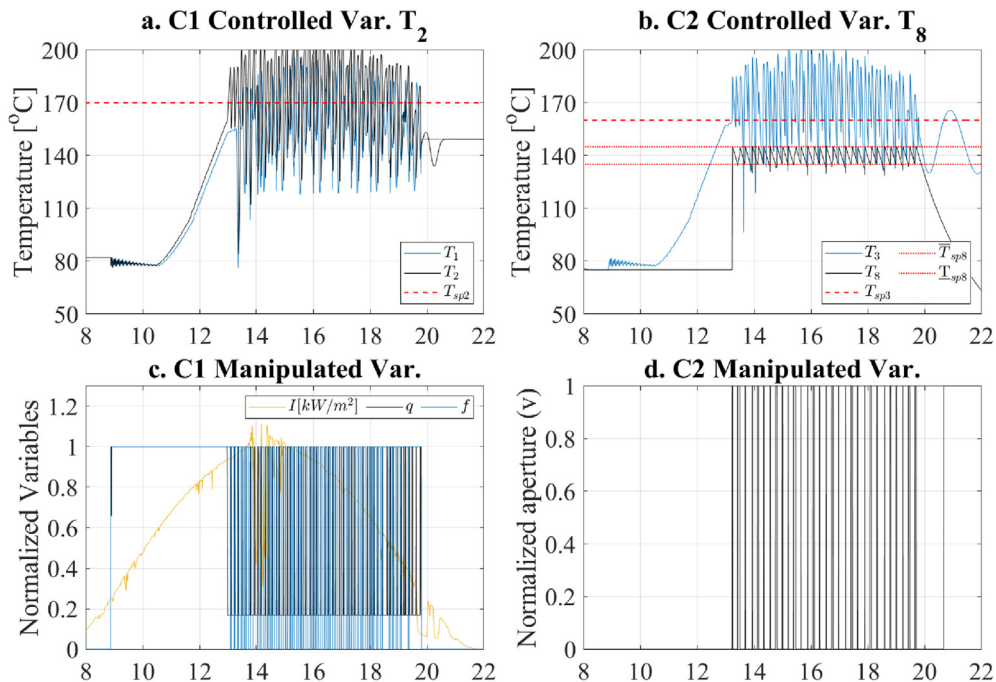 a. C1 Controlled Var. T2
Temperature [°C]
200
170
140
110
80
50
T1
T2
Tsp2
8 10 12 14 16 18 20 22
b. C2 Controlled Var. T8
Temperature [°C]
200
170
140
110
80
50
T3 T̅sp8
T8 T̲sp8
Tsp3
8 10 12 14 16 18 20 22
c. C1 Manipulated Var.
Normalized Variables
I[kW/m²] q f
1.2
1
0.8
0.6
0.4
0.2
0
8 10 12 14 16 18 20 22
d. C2 Manipulated Var.
Normalized aperture (v)
1
0.8
0.6
0.4
0.2
0
8 10 12 14 16 18 20 22